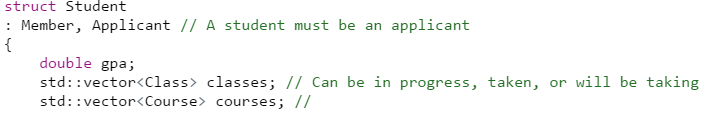 struct Student
: Member, Applicant // A student must be an applicant
{
    double gpa;
    std::vector<Class> classes; // Can be in progress, taken, or will be taking
    std::vector<Course> courses; //